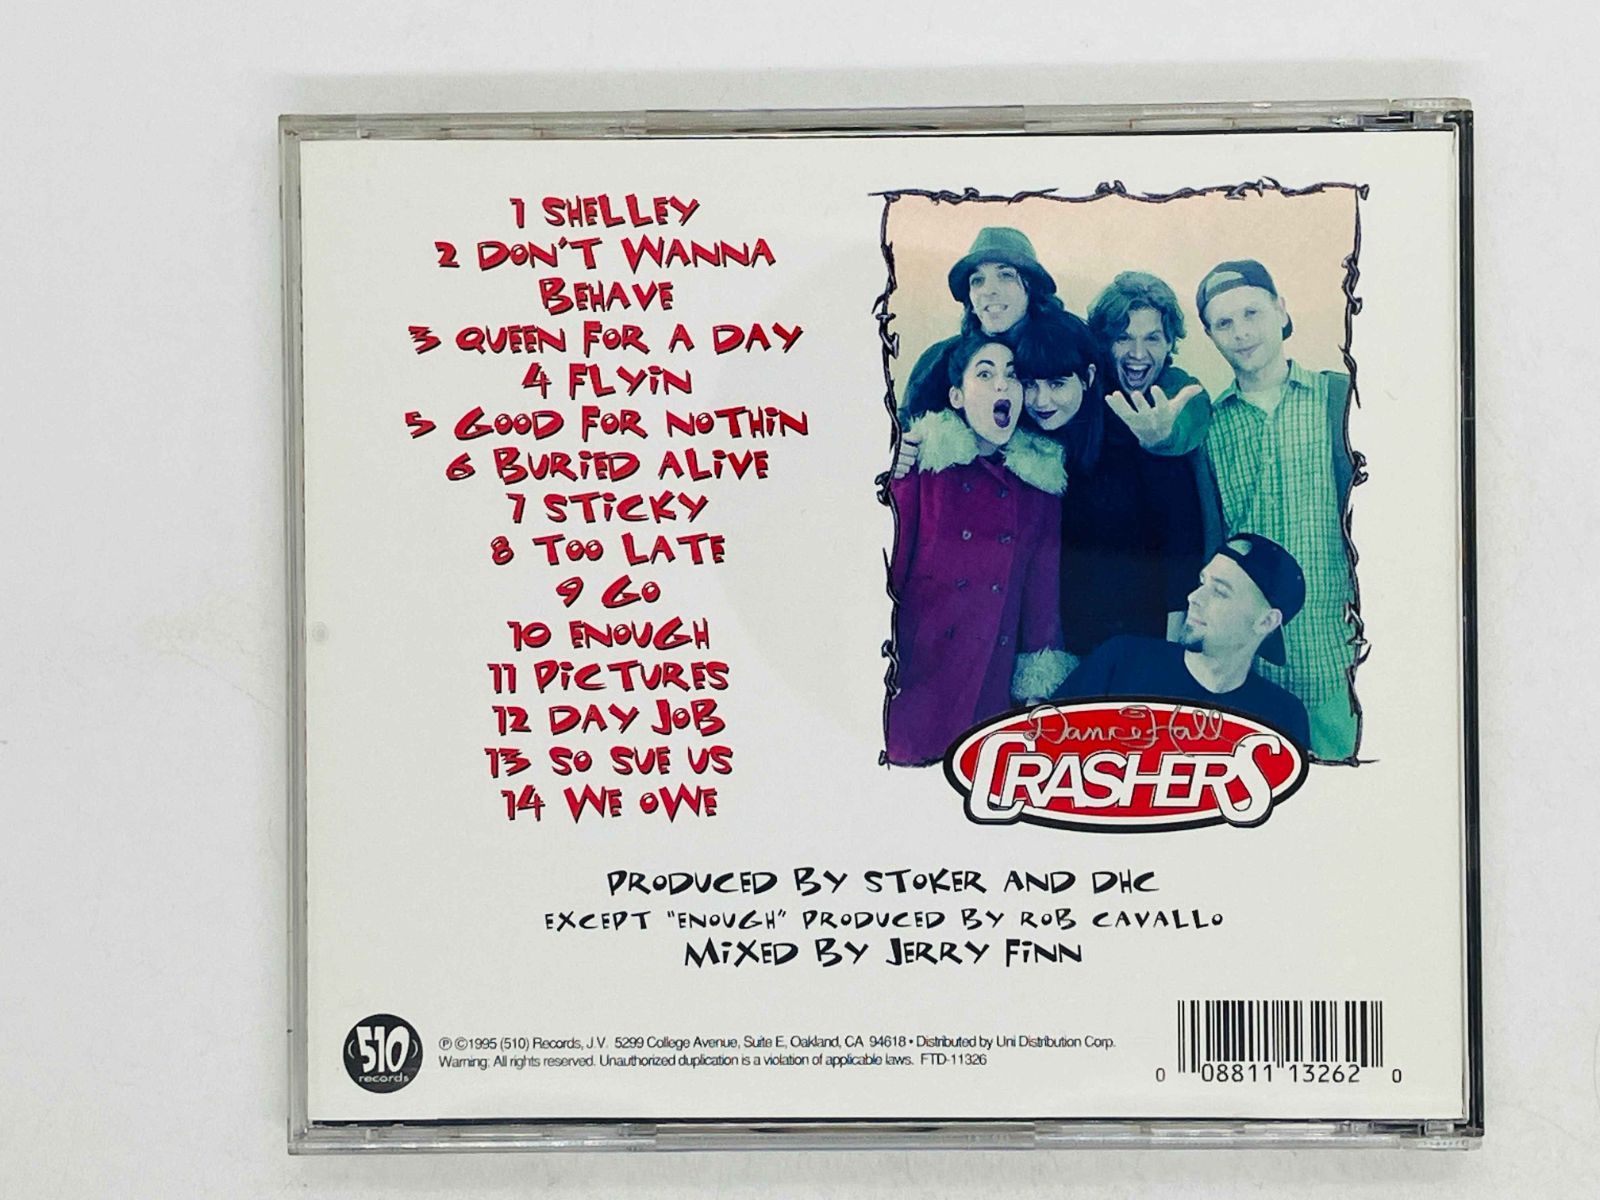 1 SHELLEY
2 DON'T WANNA
BEHAVE
3 QUEEN FOR A DAY
4 FLYiN
5 GOOD FOR NOTHiN
6 BURiED ALiVE
7 STiCKY
8 TOO LATE
9 GO
10 ENOUGH
11 PiCTURES
12 DAY JOB
13 SO SUE US
14 WE OWE
Dance Hall
CRASHERS
PRODUCED BY STOKER AND DHC
EXCEPT "ENOUGH" PRODUCED BY ROB CAVALLO
MiXED BY JERRY FiNN
(510)
records
℗©1995 (510) Records, J.V. 5299 College Avenue, Suite E, Oakland, CA 94618 • Distributed by Uni Distribution Corp.
Warning: All rights reserved. Unauthorized duplication is a violation of applicable laws. FTD-11326
0 08811 13262 0